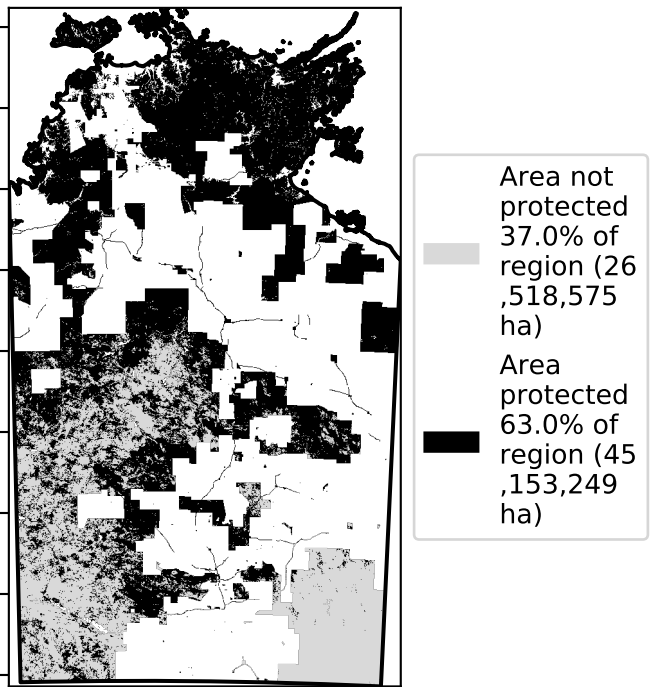 Area not
protected
37.0% of
region (26
,518,575
ha)
Area
protected
63.0% of
region (45
,153,249
ha)